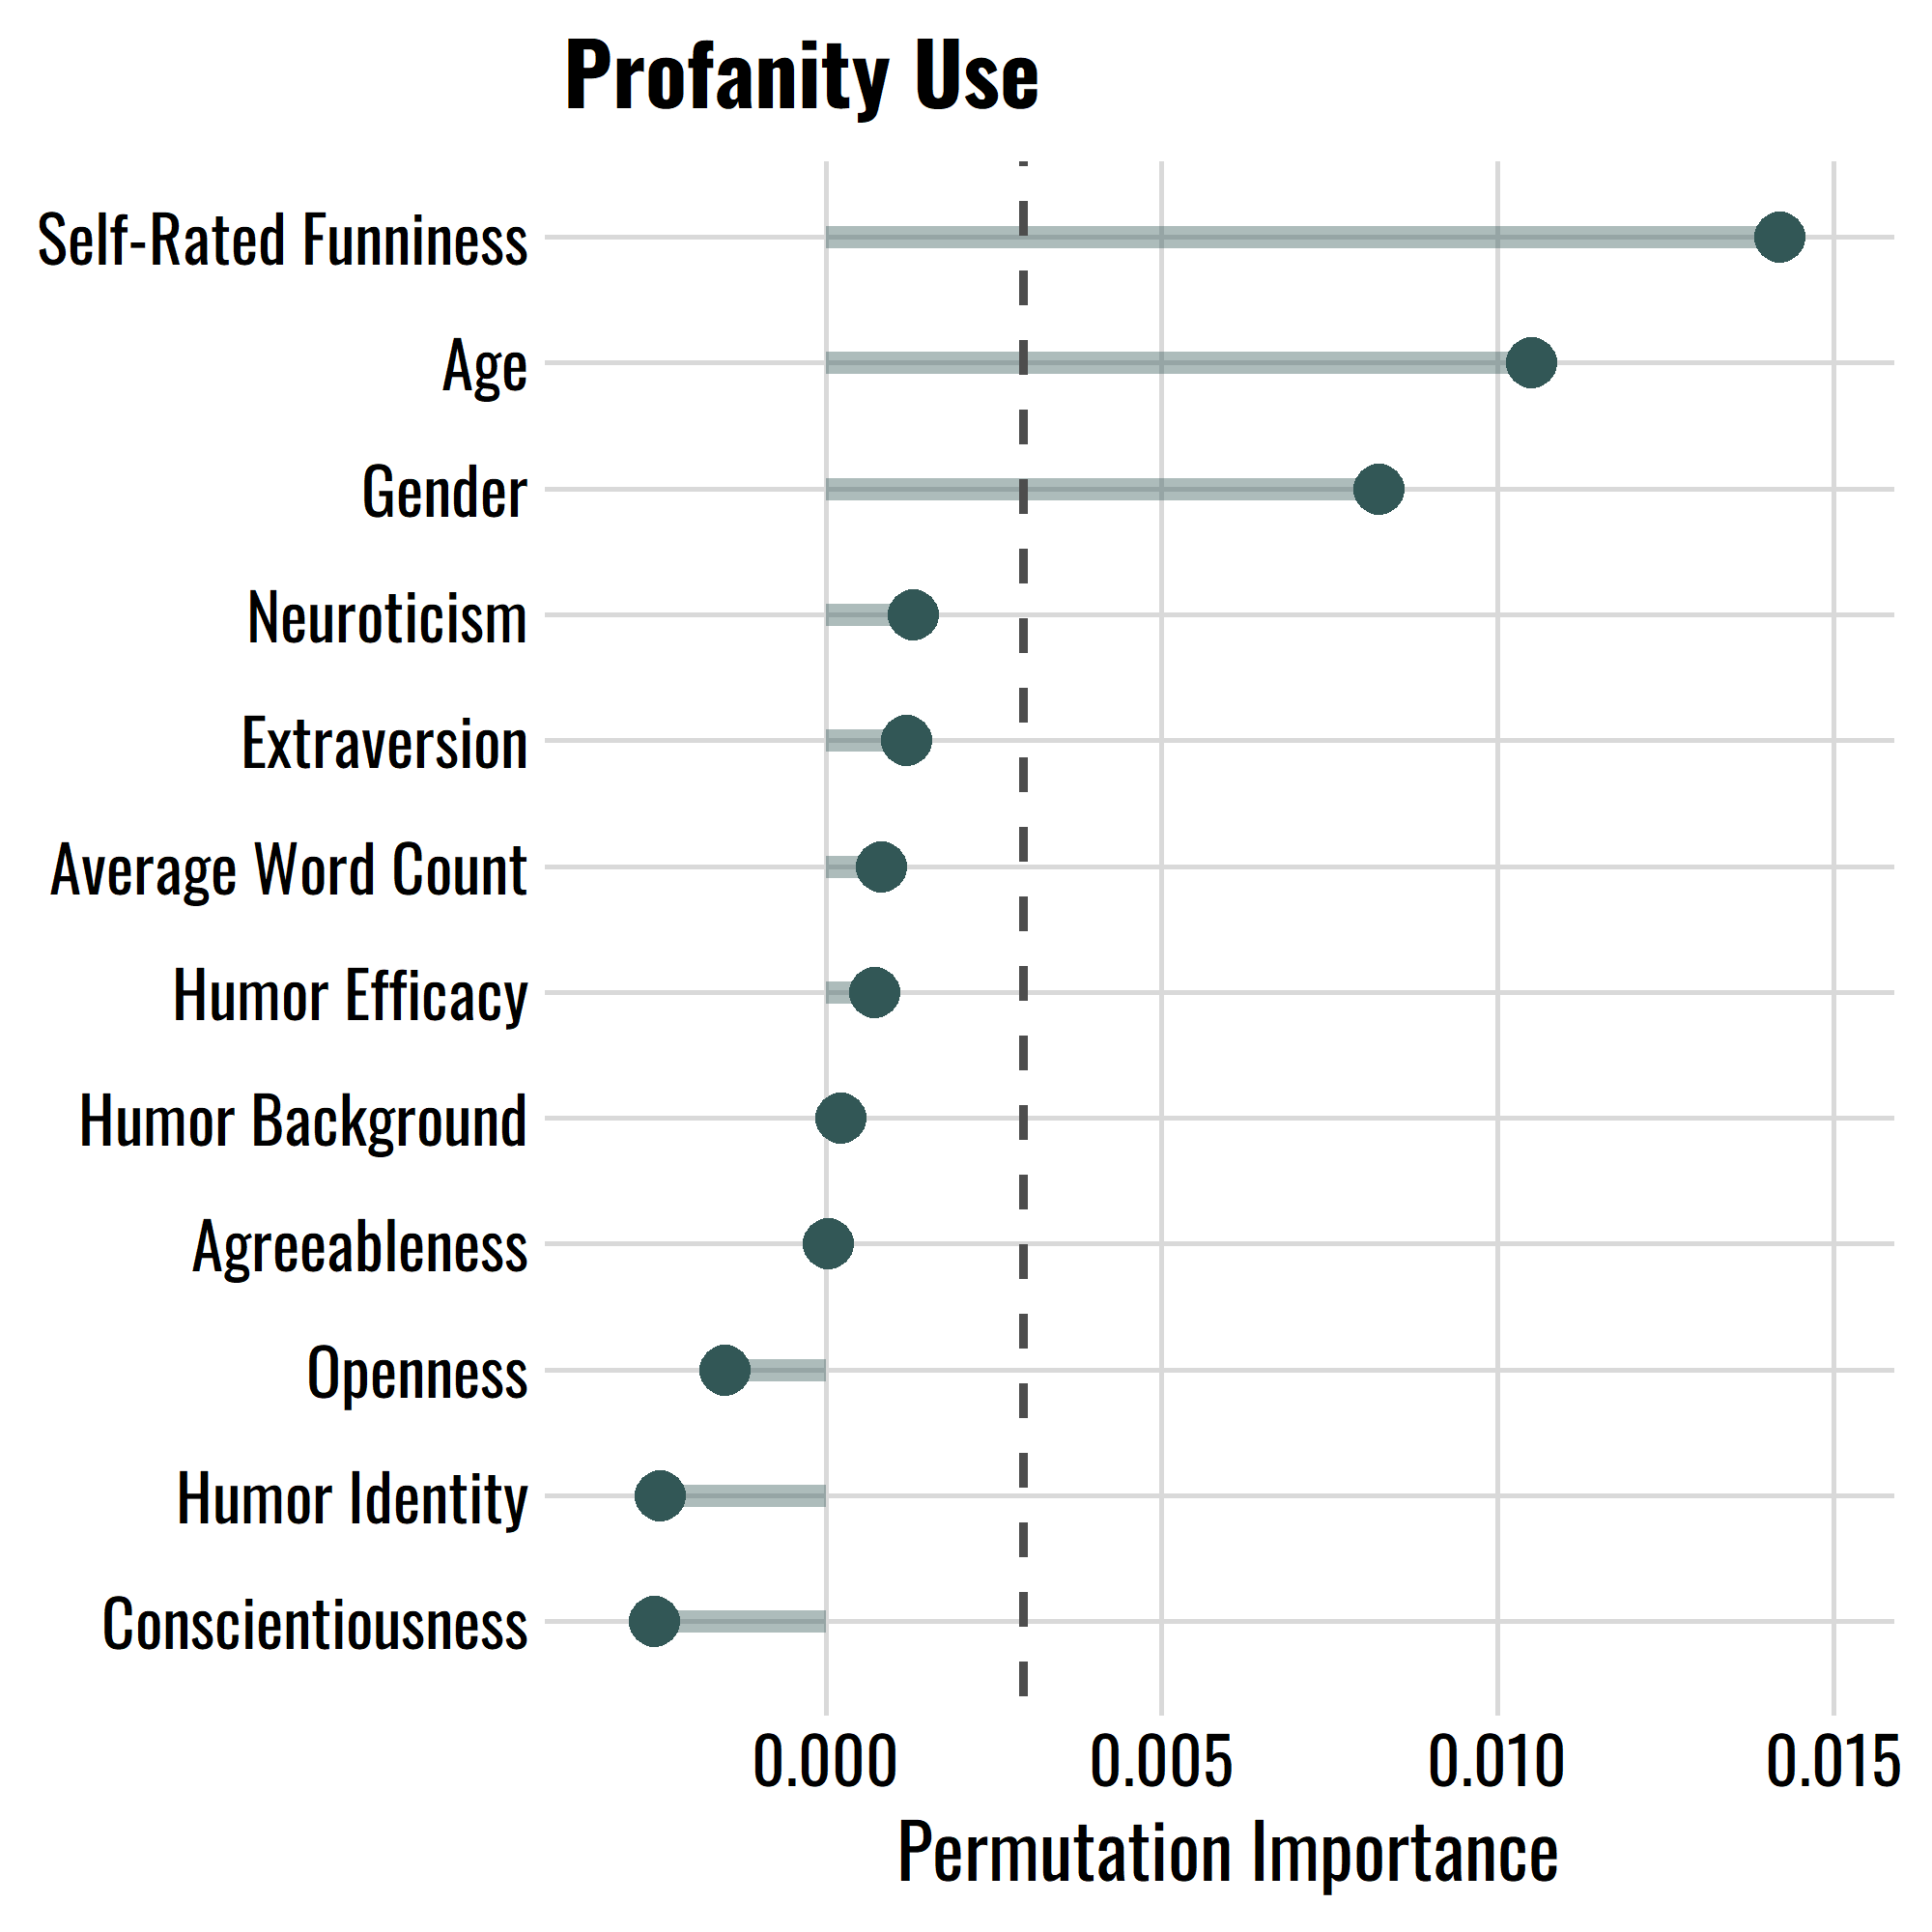 Profanity Use
Self-Rated Funniness
Age
Gender
Neuroticism
Extraversion
Average Word Count
Humor Efficacy
Humor Background
Agreeableness
Openness
Humor Identity
Conscientiousness
0.000 0.005 0.010 0.015
Permutation Importance